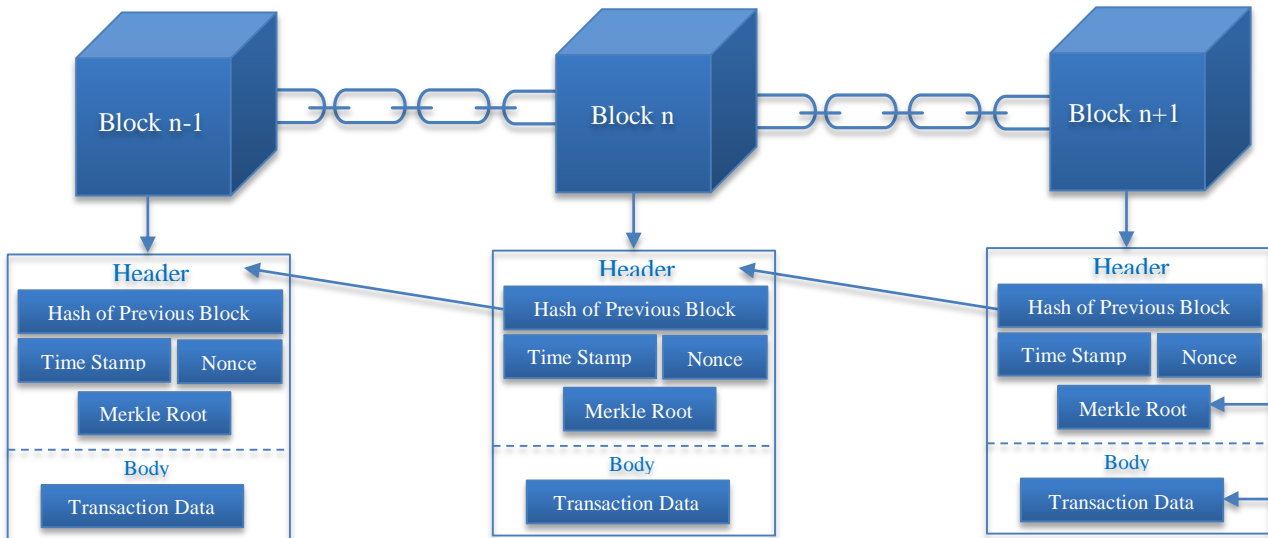 Block n-1
Block n
Block n+1
Header
Hash of Previous Block
Time Stamp
Nonce
Merkle Root
Body
Transaction Data
Header
Hash of Previous Block
Time Stamp
Nonce
Merkle Root
Body
Transaction Data
Header
Hash of Previous Block
Time Stamp
Nonce
Merkle Root
Body
Transaction Data